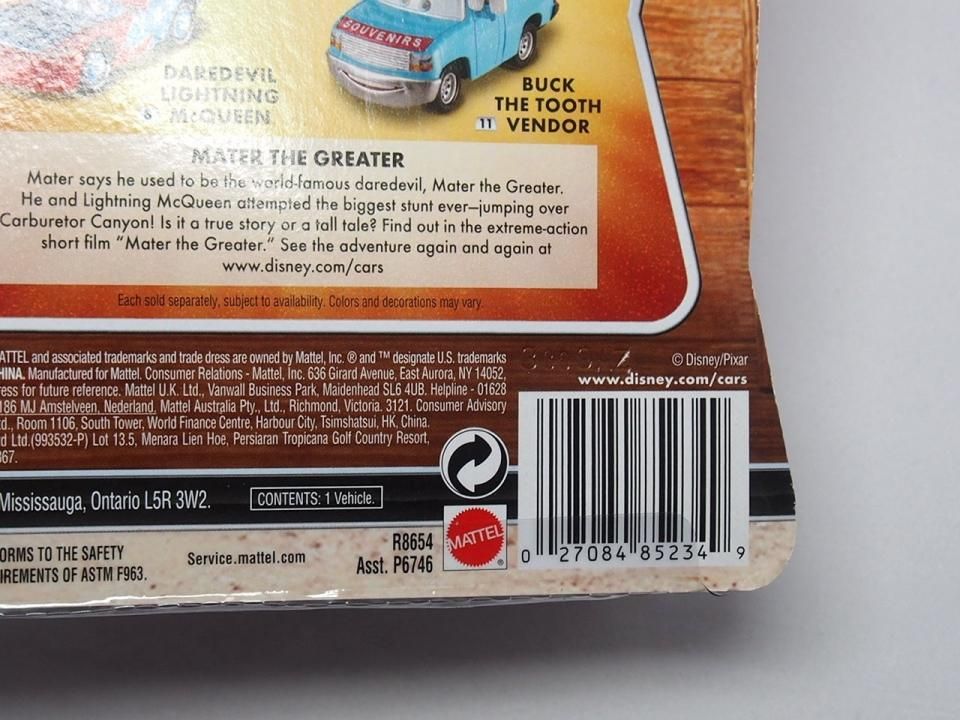 SOUVENIRS
DAREDEVIL
LIGHTNING
McQUEEN
BUCK
THE TOOTH
11 VENDOR
MATER THE GREATER
Mater says he used to be the world-famous daredevil, Mater the Greater.
He and Lightning McQueen attempted the biggest stunt ever—jumping over
Carburetor Canyon! Is it a true story or a tall tale? Find out in the extreme-action
short film “Mater the Greater.” See the adventure again and again at
www.disney.com/cars
Each sold separately, subject to availability. Colors and decorations may vary.
ATTEL and associated trademarks and trade dress are owned by Mattel, Inc. ® and ™ designate U.S. trademarks
HINA. Manufactured for Mattel. Consumer Relations - Mattel, Inc. 636 Girard Avenue, East Aurora, NY 14052,
ress for future reference. Mattel U.K. Ltd., Vanwall Business Park, Maidenhead SL6 4UB. Helpline - 01628
186 MJ Amstelveen, Nederland. Mattel Australia Pty., Ltd., Richmond, Victoria. 3121. Consumer Advisory
td., Room 1106, South Tower, World Finance Centre, Harbour City, Tsimshatsui, HK, China.
d Ltd.(993532-P) Lot 13.5, Menara Lien Hoe, Persiaran Tropicana Golf Country Resort,
367.
© Disney/Pixar
www.disney.com/cars
Mississauga, Ontario L5R 3W2.
CONTENTS: 1 Vehicle.
ORMS TO THE SAFETY
IREMENTS OF ASTM F963.
Service.mattel.com
R8654
Asst. P6746
MATTEL ®
0 27084 85234 9